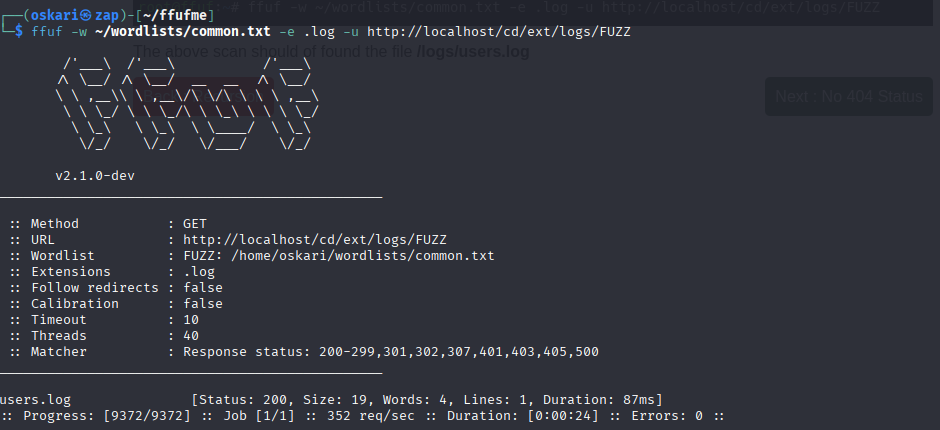 ┌──(oskari㉿zap)-[~/ffufme]
└─$ ffuf -w ~/wordlists/common.txt -e .log -u http://localhost/cd/ext/logs/FUZZ
The above scan should of found the file /logs/users.log
Next / No 404 Status
v2.1.0-dev
:: Method : GET
:: URL : http://localhost/cd/ext/logs/FUZZ
:: Wordlist : FUZZ: /home/oskari/wordlists/common.txt
:: Extensions : .log
:: Follow redirects : false
:: Calibration : false
:: Timeout : 10
:: Threads : 40
:: Matcher : Response status: 200-299,301,302,307,401,403,405,500
users.log [Status: 200, Size: 19, Words: 4, Lines: 1, Duration: 87ms]
:: Progress: [9372/9372] :: Job [1/1] :: 352 req/sec :: Duration: [0:00:24] :: Errors: 0 ::